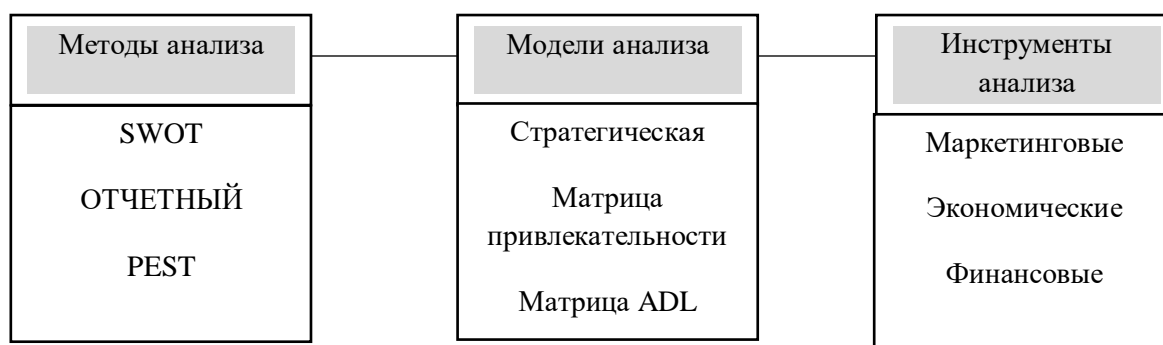 Методы анализа
SWOT
ОТЧЕТНЫЙ
PEST
Модели анализа
Стратегическая
Матрица
привлекательности
Матрица ADL
Инструменты
анализа
Маркетинговые
Экономические
Финансовые